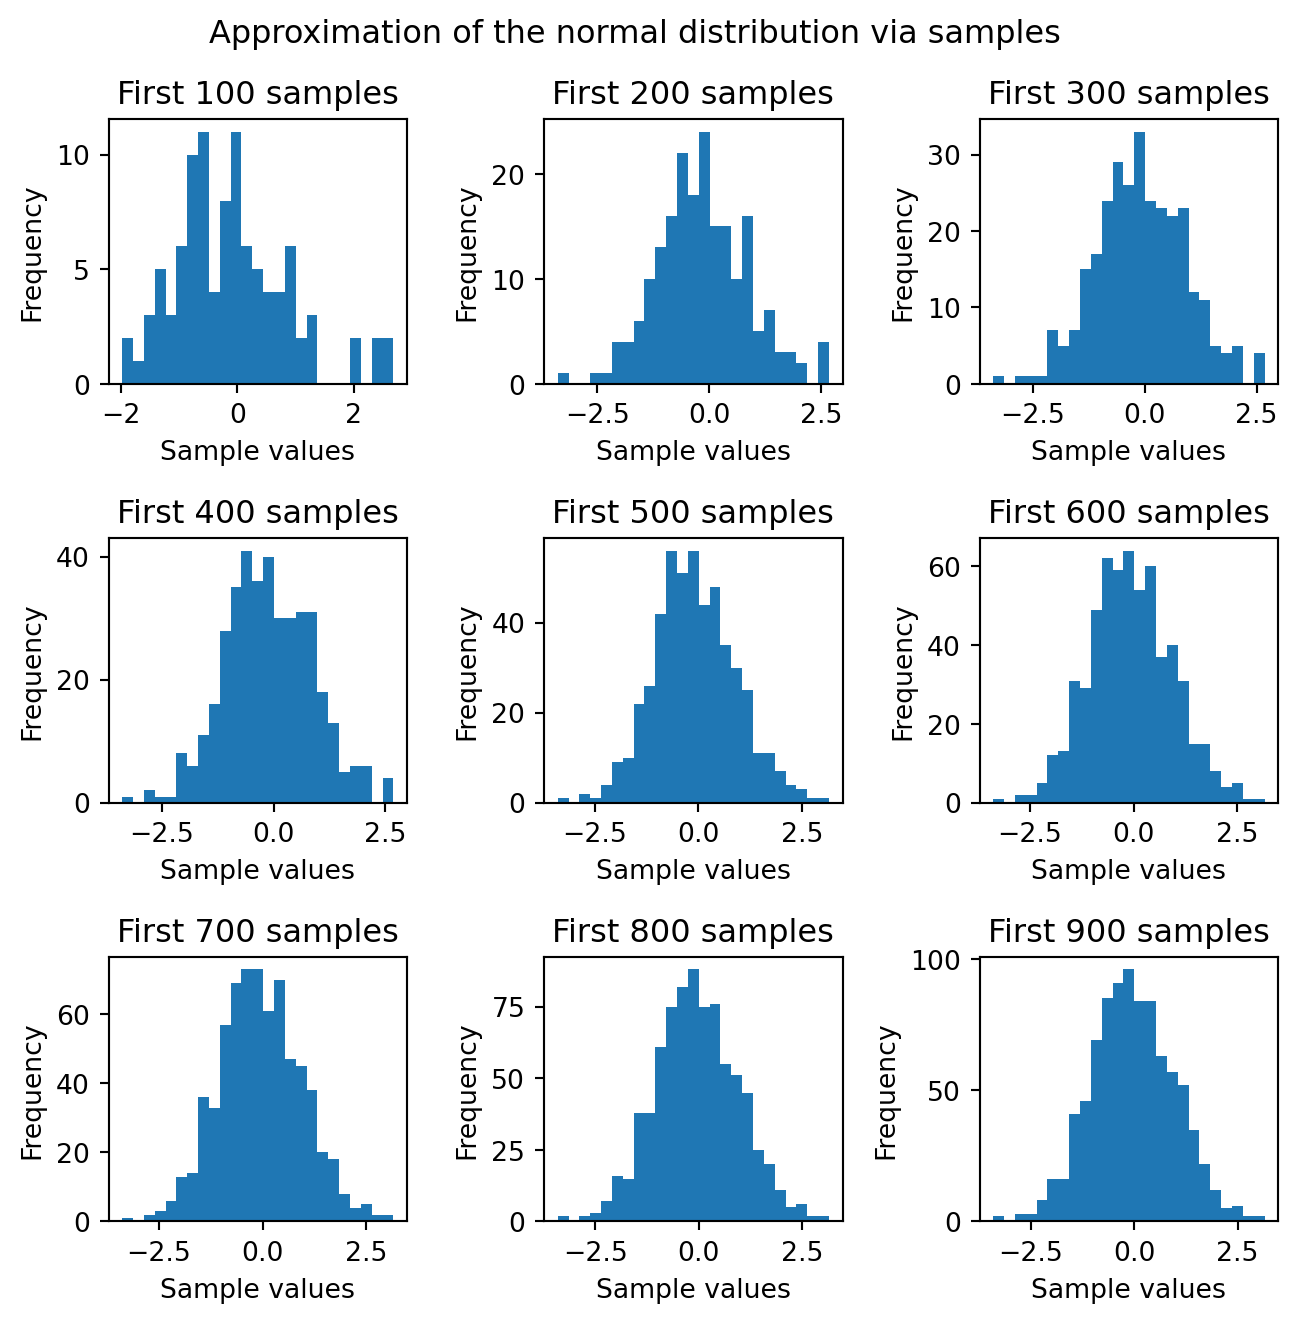 Approximation of the normal distribution via samples
First 100 samples
First 200 samples
First 300 samples
Frequency
10
5
0
−2
0
2
Sample values
Frequency
20
10
0
−2.5
0.0
2.5
Sample values
Frequency
30
20
10
0
−2.5
0.0
2.5
Sample values
First 400 samples
First 500 samples
First 600 samples
Frequency
40
20
0
−2.5
0.0
2.5
Sample values
Frequency
40
20
0
−2.5
0.0
2.5
Sample values
Frequency
60
40
20
0
−2.5
0.0
2.5
Sample values
First 700 samples
First 800 samples
First 900 samples
Frequency
60
40
20
0
−2.5
0.0
2.5
Sample values
Frequency
75
50
25
0
−2.5
0.0
2.5
Sample values
Frequency
100
50
0
−2.5
0.0
2.5
Sample values